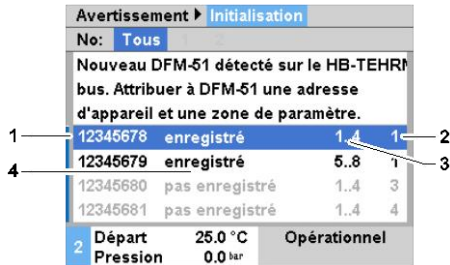 Avertissement Initialisation
No: Tous 1 2
Nouveau DFM-51 détecté sur le HB-TEHRM
bus. Attribuer à DFM-51 une adresse
d'appareil et une zone de paramètre.
1 12345678 enregistré 1..4 1 2
12345679 enregistré 5..8 1 3
4
12345680 pas enregistré 1..4 3
12345681 pas enregistré 1..4 4
2 Départ 25.0 °C Opérationnel
Pression 0.0 bar